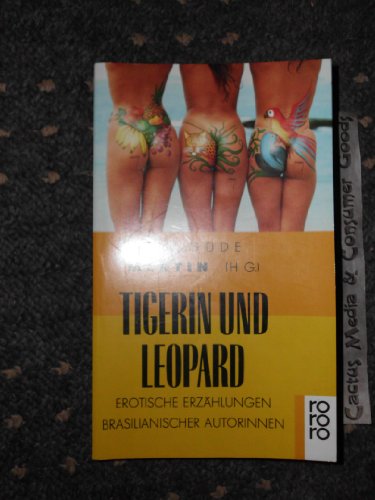 MARTIN (HG)
TIGERIN UND
LEOPARD
EROTISCHE ERZÄHLUNGEN
BRASILIANISCHER AUTORINNEN
ro
ro
ro
Cactus Media & Consumer Goods